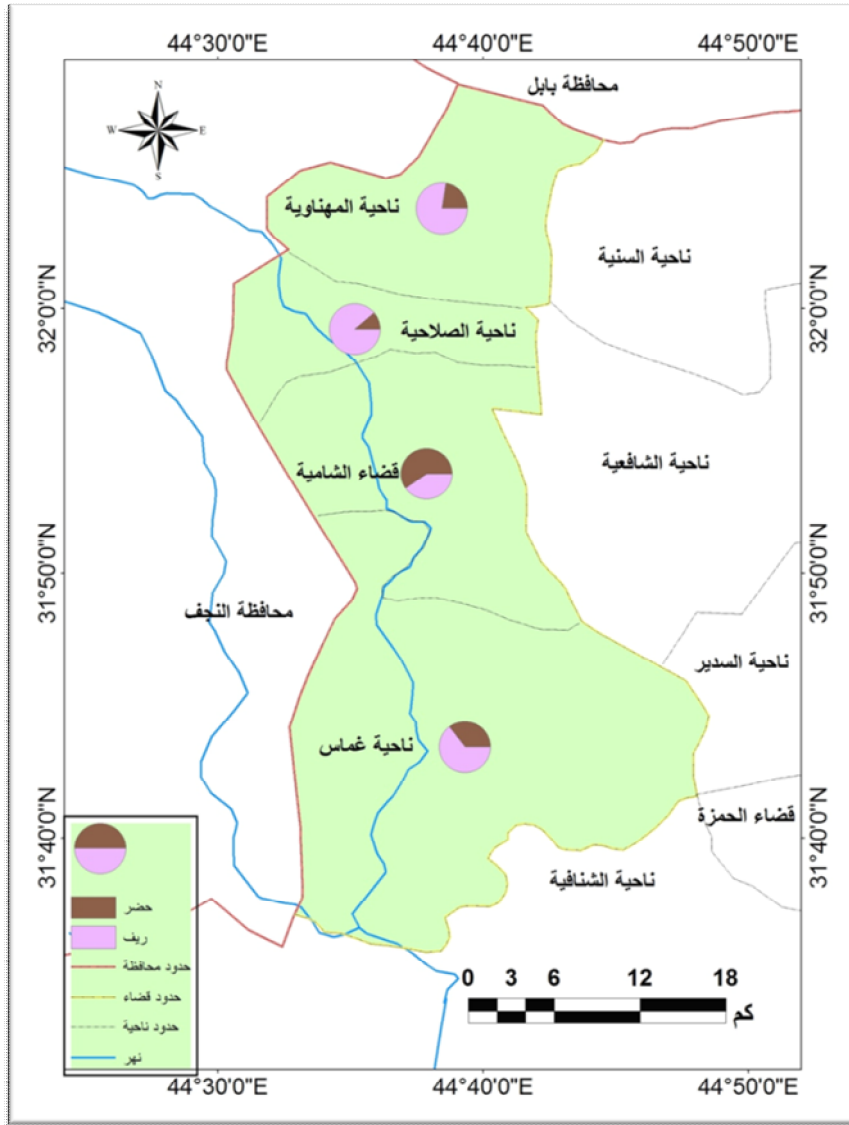 44°30'0"E
44°40'0"E
44°50'0"E
محافظة بابل
N
W
E
S
ناحية المهناوية
ناحية السنية
32°0'0"N
32°0'0"N
ناحية الصلاحية
ناحية الشافعية
قضاء الشامية
31°50'0"N
31°50'0"N
محافظة النجف
ناحية السدير
ناحية غماس
قضاء الحمزة
31°40'0"N
31°40'0"N
ناحية الشنافية
حضر
ريف
حدود محافظة
حدود قضاء
حدود ناحية
نهر
0 3 6 12 18
كم
44°30'0"E
44°40'0"E
44°50'0"E